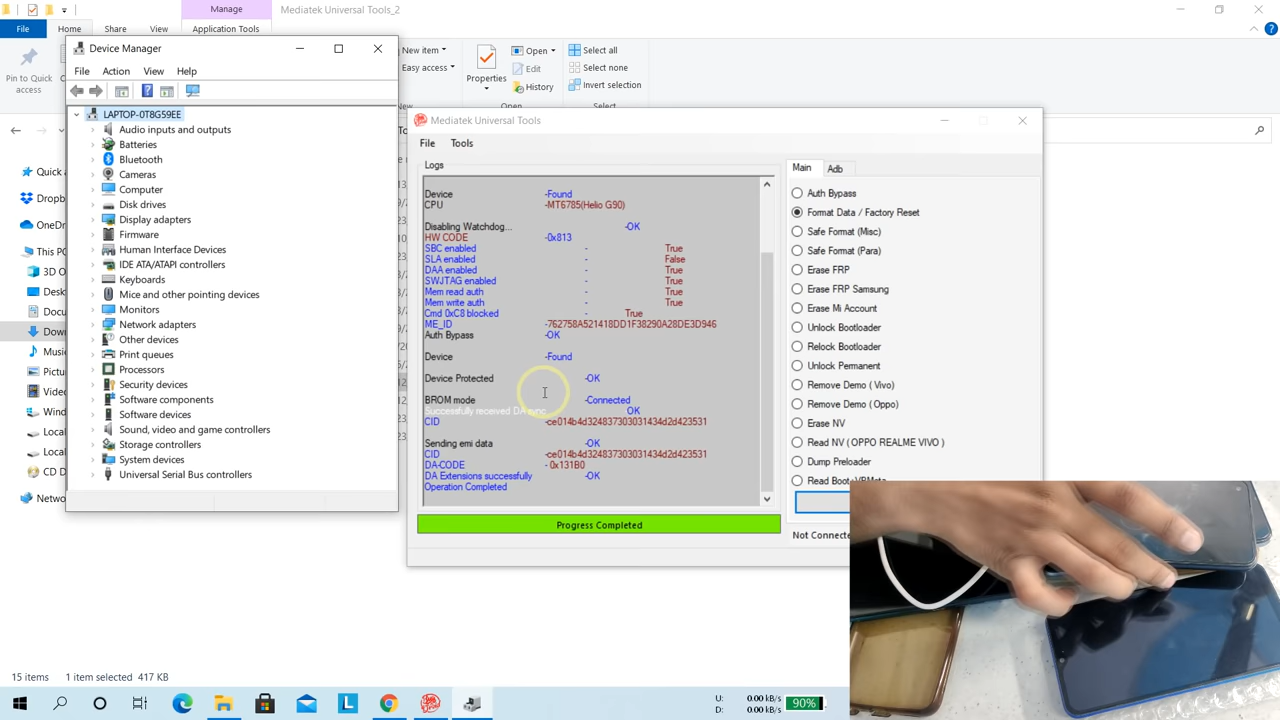 Manage
Mediatek Universal Tools_2
File
Home
Share
View
Application Tools
Pin to Quick
access
New item
Easy access
Properties
Open
Edit
History
Open
Select all
Select none
Invert selection
Device Manager
File
Action
View
Help
LAPTOP-0T8G59EE
Audio inputs and outputs
Batteries
Bluetooth
Cameras
Computer
Disk drives
Display adapters
Firmware
Human Interface Devices
IDE ATA/ATAPI controllers
Keyboards
Mice and other pointing devices
Monitors
Network adapters
Other devices
Print queues
Processors
Security devices
Software components
Software devices
Sound, video and game controllers
Storage controllers
System devices
Universal Serial Bus controllers
Quick a
Dropb
OneDr
This PC
3D O
Deskt
Docu
Down
Music
Pictur
Video
Local
Local
CD D
Netwo
Mediatek Universal Tools
File
Tools
Logs
Device -Found
CPU -MT6785(Helio G90)
Disabling Watchdog... -OK
HW CODE -0x813
SBC enabled - True
SLA enabled - False
DAA enabled - True
SWJTAG enabled - True
Mem read auth - True
Mem write auth - True
Cmd 0xC8 blocked - True
ME_ID -762758A521418DD1F38290A28DE3D946
Auth Bypass -OK
Device -Found
Device Protected -OK
BROM mode -Connected
Successfully received DA sync OK
CID -ce014b4d324837303031434d2d423531
Sending emi data -OK
CID -ce014b4d324837303031434d2d423531
DA-CODE - 0x131B0
DA Extensions successfully -OK
Operation Completed
Progress Completed
Main
Adb
Auth Bypass
Format Data / Factory Reset
Safe Format (Misc)
Safe Format (Para)
Erase FRP
Erase FRP Samsung
Erase Mi Account
Unlock Bootloader
Relock Bootloader
Unlock Permanent
Remove Demo ( Vivo)
Remove Demo ( Oppo)
Erase NV
Read NV ( OPPO REALME VIVO )
Dump Preloader
Read Boot-VBMeta
Not Connecte
15 items
1 item selected 417 KB
U: 0.00 kB/s
D: 0.00 kB/s
90%